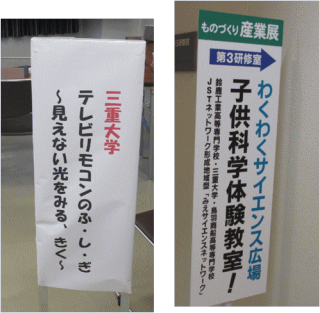 三重大学
テレビリモコンのふ・し・ぎ
～見えない光をみる、きく～
ものづくり産業展
第3研修室
わくわくサイエンス広場
子供科学体験教室！
鈴鹿工業高等専門学校・三重大学・鳥羽商船高等専門学校
JSTネットワーク形成地域型「みえサイエンスネットワーク」